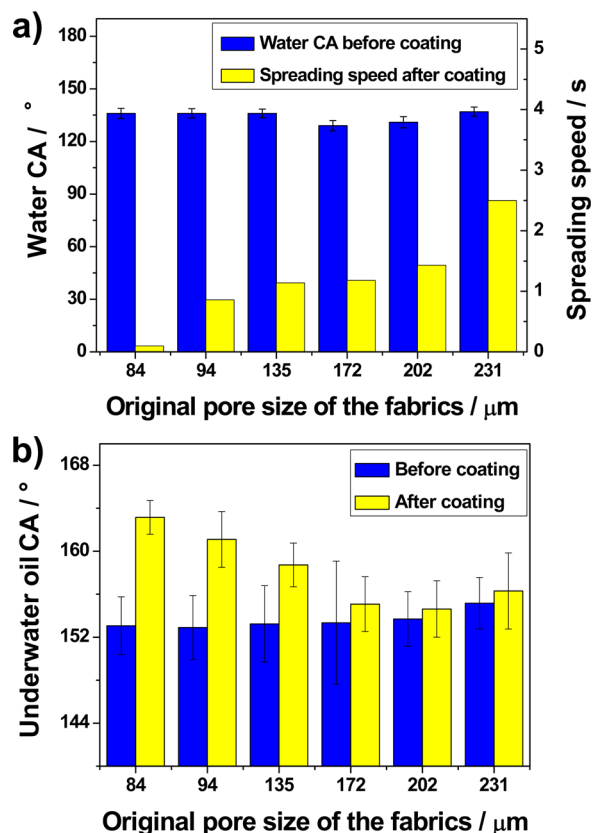 a)
180
150
120
90
60
30
0
Water CA / °
Water CA before coating
Spreading speed after coating
5
4
3
2
1
0
Spreading speed / s
84 94 135 172 202 231
Original pore size of the fabrics / μm
b)
168
160
152
144
Underwater oil CA / °
Before coating
After coating
84 94 135 172 202 231
Original pore size of the fabrics / μm